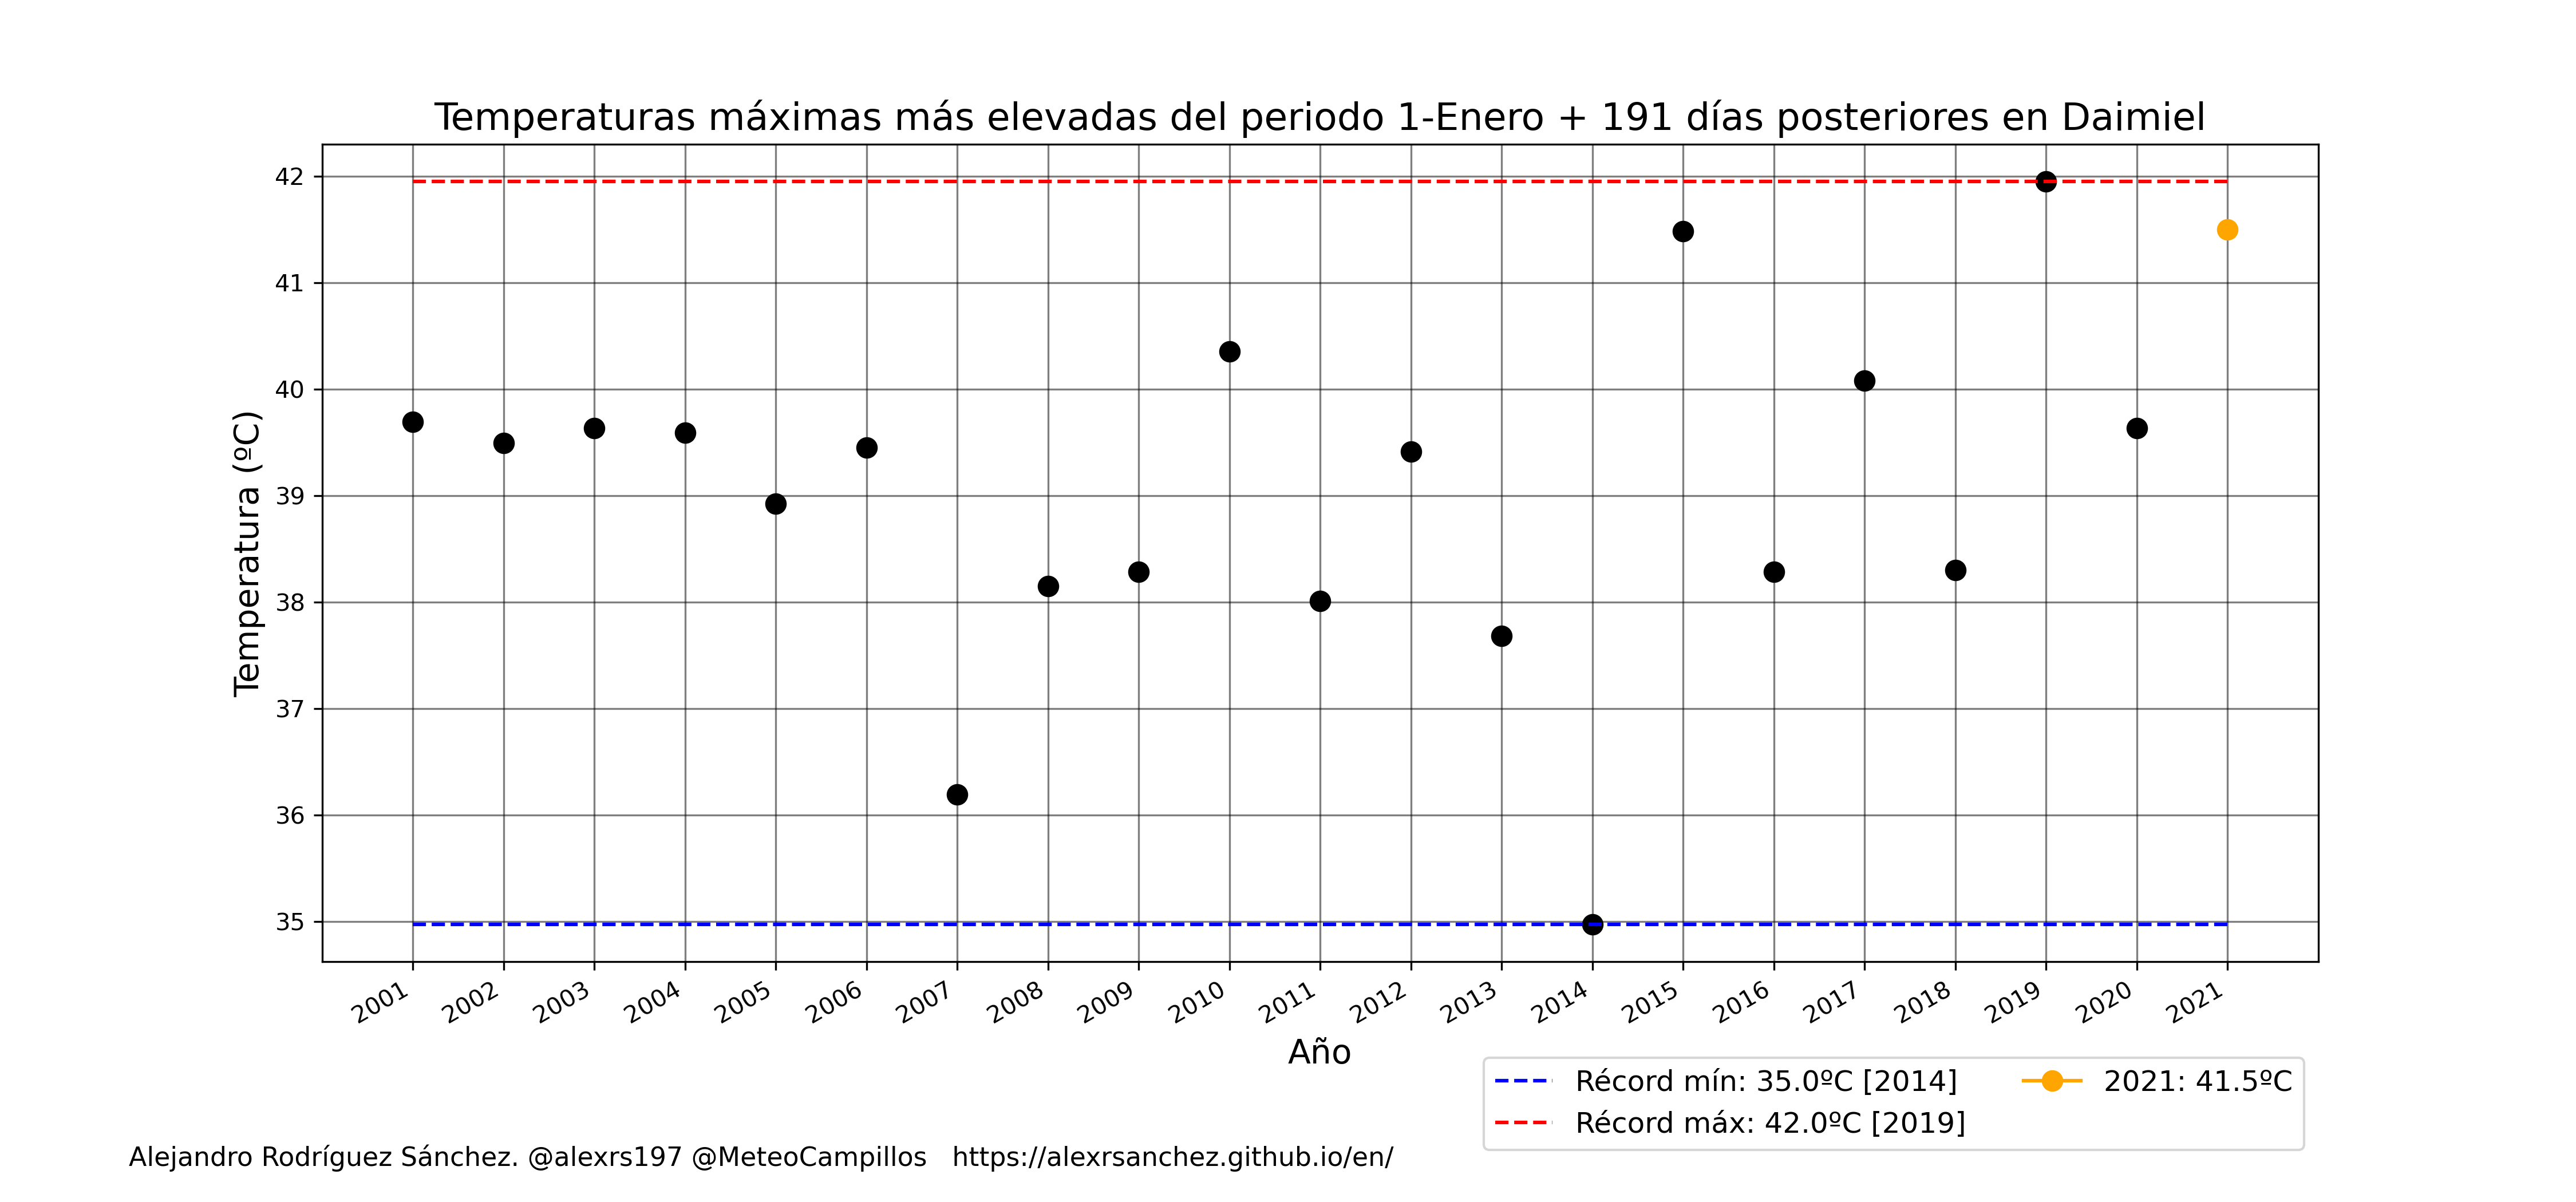 Temperaturas máximas más elevadas del periodo 1-Enero + 191 días posteriores en Daimiel
Temperatura (ºC)
42
41
40
39
38
37
36
35
2001 2002 2003 2004 2005 2006 2007 2008 2009 2010 2011 2012 2013 2014 2015 2016 2017 2018 2019 2020 2021
Año
Récord mín: 35.0ºC [2014]
Récord máx: 42.0ºC [2019]
2021: 41.5ºC
Alejandro Rodríguez Sánchez. @alexrs197 @MeteoCampillos https://alexrsanchez.github.io/en/